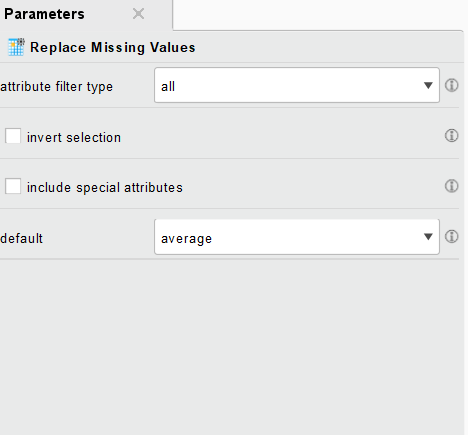 Parameters
Replace Missing Values
attribute filter type
all
invert selection
include special attributes
default
average